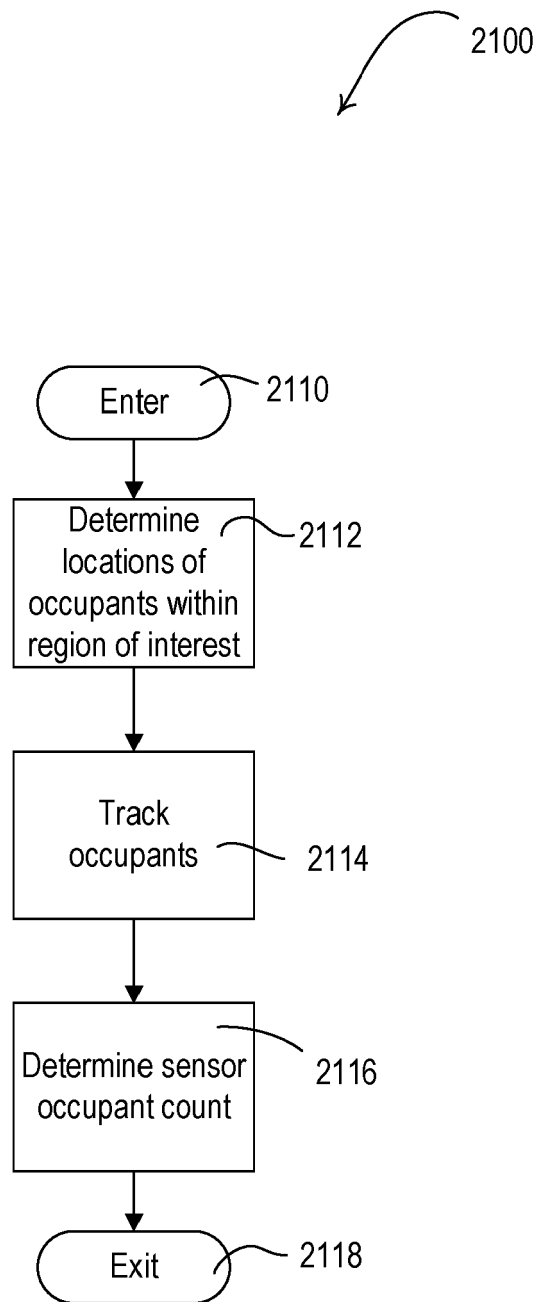 2100
Enter
2110
Determine
locations of
occupants within
region of interest
2112
Track
occupants
2114
Determine sensor
occupant count
2116
Exit
2118